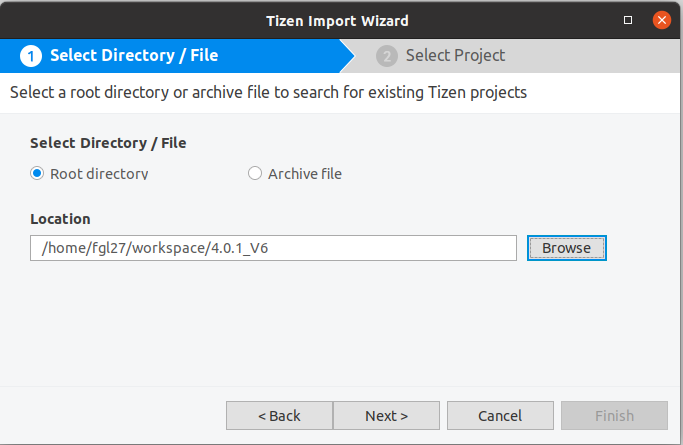 Tizen Import Wizard
1 Select Directory / File
2 Select Project
Select a root directory or archive file to search for existing Tizen projects
Select Directory / File
Root directory
Archive file
Location
/home/fgl27/workspace/4.0.1_V6
Browse
< Back
Next >
Cancel
Finish